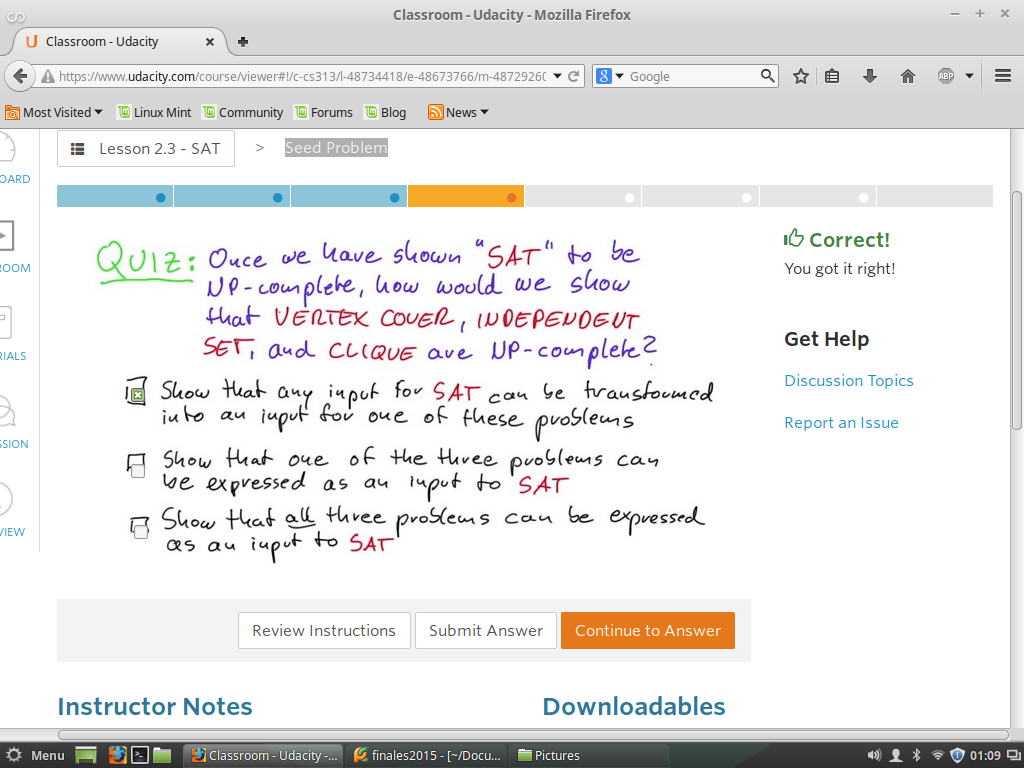 Classroom - Udacity - Mozilla Firefox
Classroom - Udacity
https://www.udacity.com/course/viewer#!/c-cs313/l-48734418/e-48673766/m-48729260
Google
ABP
Most Visited
Linux Mint
Community
Forums
Blog
News
Lesson 2.3 - SAT
>
Seed Problem
OARD
ROOM
RIALS
SSION
VIEW
QUIZ: Once we have shown "SAT" to be
NP-complete, how would we show
that VERTEX COVER, INDEPENDENT
SET, and CLIQUE are NP-complete?
Show that any input for SAT can be transformed
into an input for one of these problems
Show that one of the three problems can
be expressed as an input to SAT
Show that all three problems can be expressed
as an input to SAT
Correct!
You got it right!
Get Help
Discussion Topics
Report an Issue
Review Instructions
Submit Answer
Continue to Answer
Instructor Notes
Downloadables
Menu
Classroom - Udacity -...
finales2015 - [~/Docu...
Pictures
01:09